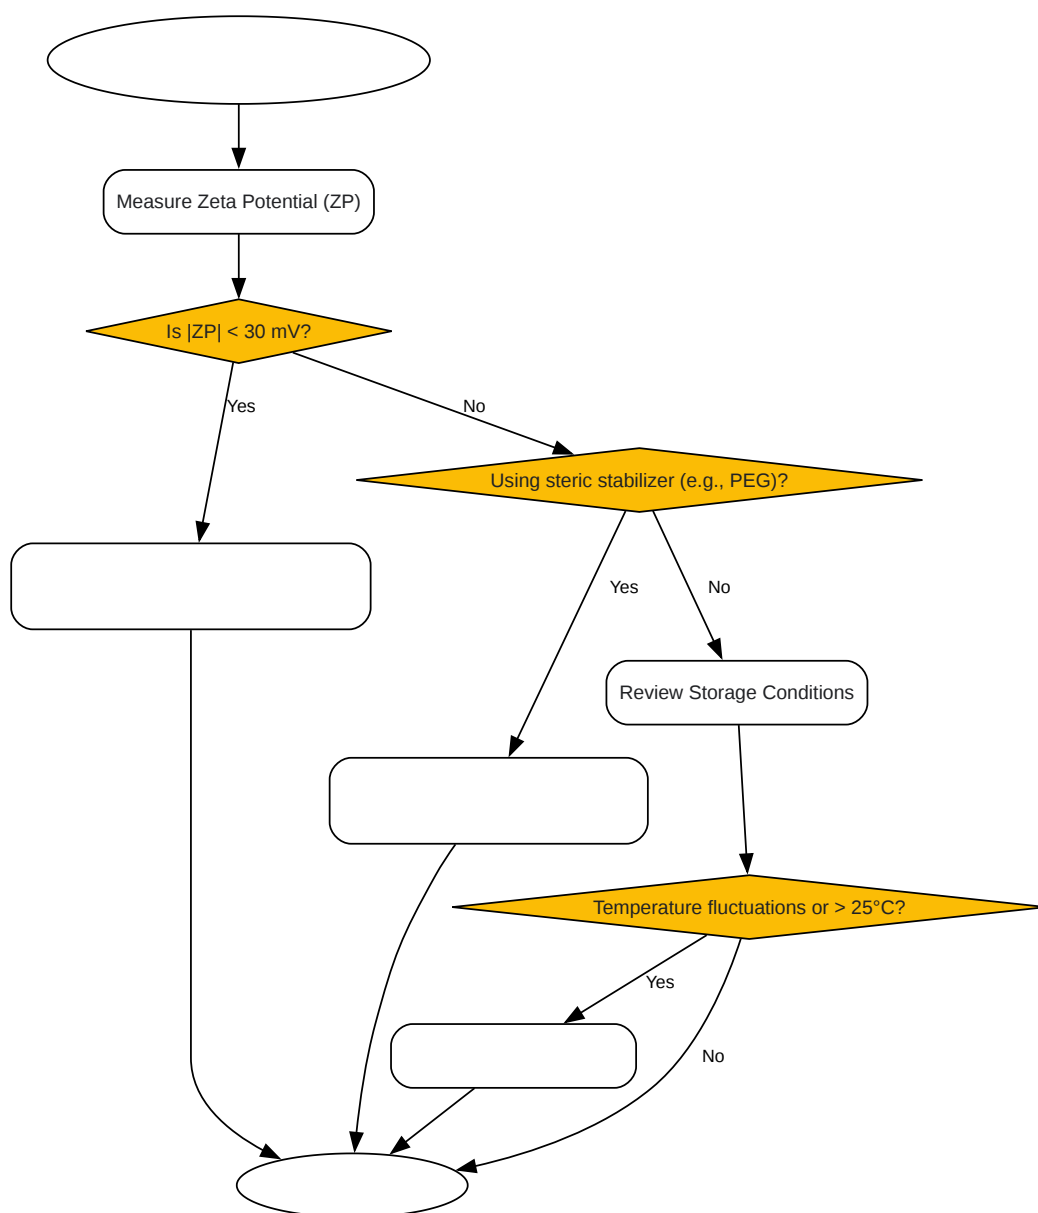 Measure Zeta Potential (ZP)
Is |ZP| < 30 mV?
Yes
No
Using steric stabilizer (e.g., PEG)?
Yes
No
Review Storage Conditions
Temperature fluctuations or > 25°C?
Yes
No